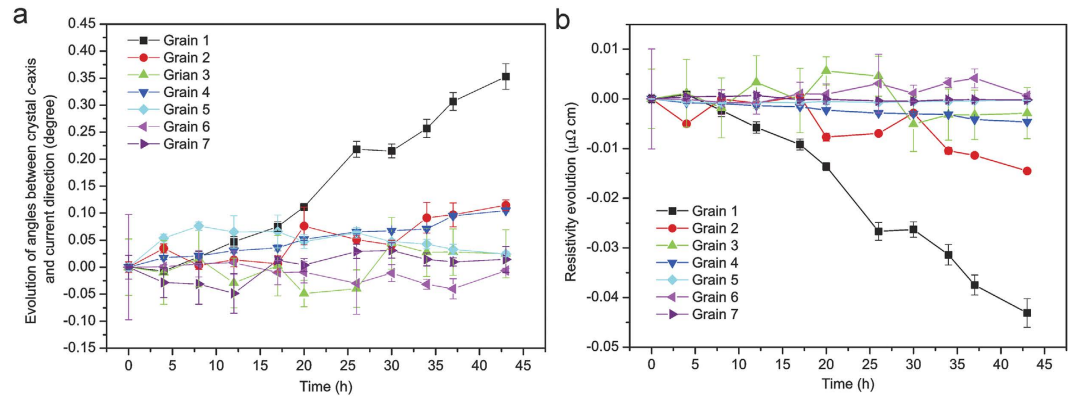 a
Evolution of angles between crystal c-axis
and current direction (degree)
0.45
0.40
0.35
0.30
0.25
0.20
0.15
0.10
0.05
0.00
-0.05
-0.10
-0.15
Grain 1
Grain 2
Grian 3
Grain 4
Grain 5
Grain 6
Grain 7
0 5 10 15 20 25 30 35 40 45
Time (h)
b
Resistivity evolution (μΩ cm)
0.01
0.00
-0.01
-0.02
-0.03
-0.04
-0.05
Grain 1
Grain 2
Grain 3
Grain 4
Grain 5
Grain 6
Grain 7
0 5 10 15 20 25 30 35 40 45
Time (h)